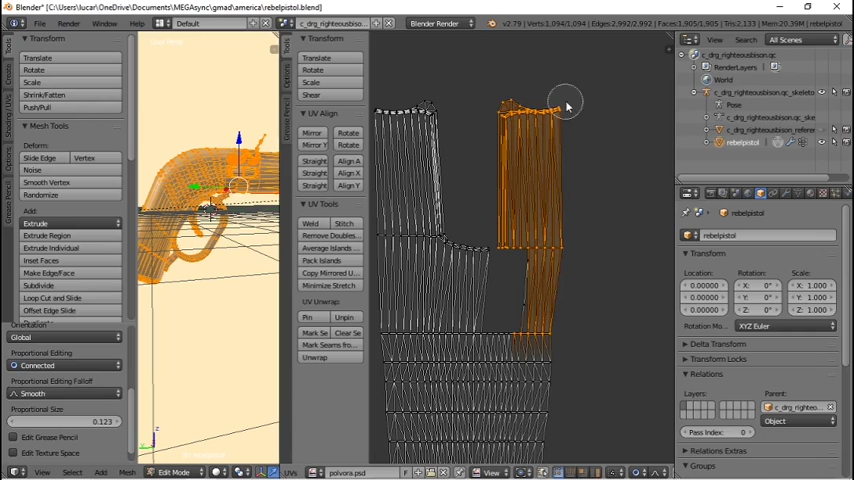 Blender* [C:\Users\lucar\OneDrive\Documents\MEGAsync\gmad\america\rebelpistol.blend]
File Render Window Help Default c_drg_righteousbiso Blender Render v2.79 | Verts:1,094/1,094 | Edges:2,992/2,992 | Faces:1,905/1,905 | Tris:2,133 | Mem:20.39M | rebelpistol
Transform
Translate
Rotate
Scale
Shrink/Fatten
Push/Pull
Mesh Tools
Deform:
Slide Edge Vertex
Noise
Smooth Vertex
Randomize
Add:
Extrude
Extrude Region
Extrude Individual
Inset Faces
Make Edge/Face
Subdivide
Loop Cut and Slide
Offset Edge Slide
Orientation
Global
Proportional Editing
Connected
Proportional Editing Falloff
Smooth
Proportional Size
0.123
Edit Grease Pencil
Edit Texture Space
View Select Add Mesh Edit Mode
Tools
Options
Grease Pencil
Transform
Translate
Rotate
Scale
Shear
UV Align
Mirror Rotate
Mirror Y Rotate
Straight Align A
Straight Align X
Straight Align Y
UV Tools
Weld Stitch
Remove Doubles...
Average Islands ...
Pack Islands
Copy Mirrored U...
Minimize Stretch
UV Unwrap:
Pin Unpin
Mark Se Clear Se
Mark Seams fro...
Unwrap
UVs polvora.psd F View
View Search All Scenes
c_drg_righteousbison.qc
RenderLayers
World
c_drg_righteousbison.qc_skeleto
Pose
c_drg_righteousbison.qc_ske
c_drg_righteousbison_referer
rebelpistol
rebelpistol
rebelpistol
Transform
Location: Rotation: Scale:
0.00000 X: 0° X: 1.000
0.00000 Y: 0° Y: 1.000
0.00000 Z: 0° Z: 1.000
Rotation Mo... XYZ Euler
Delta Transform
Transform Locks
Relations
Layers: Parent:
c_drg_righteo...
Object
Pass Index: 0
Relations Extras
Groups